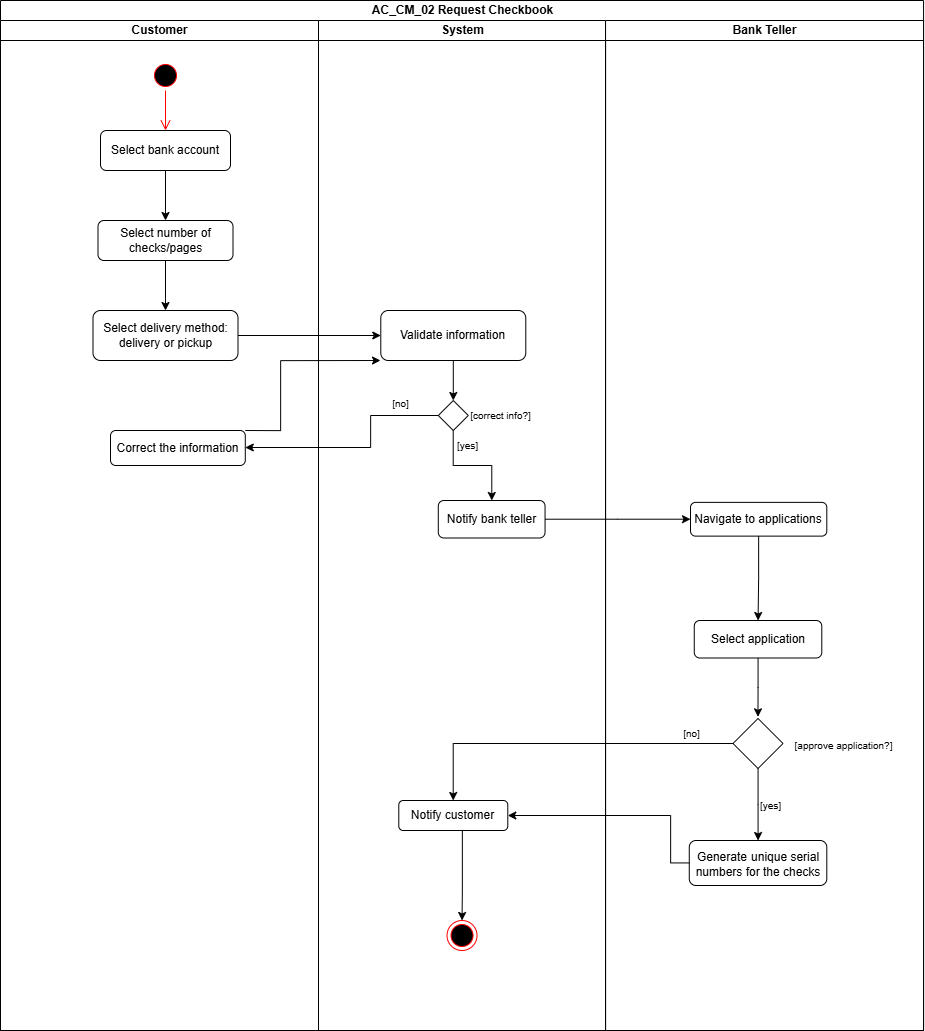 AC_CM_02 Request Checkbook
Customer
System
Bank Teller
Select bank account
Select number of
checks/pages
Select delivery method:
delivery or pickup
Validate information
[no]
[correct info?]
Correct the information
[yes]
Notify bank teller
Navigate to applications
Select application
[no]
[approve application?]
[yes]
Notify customer
Generate unique serial
numbers for the checks